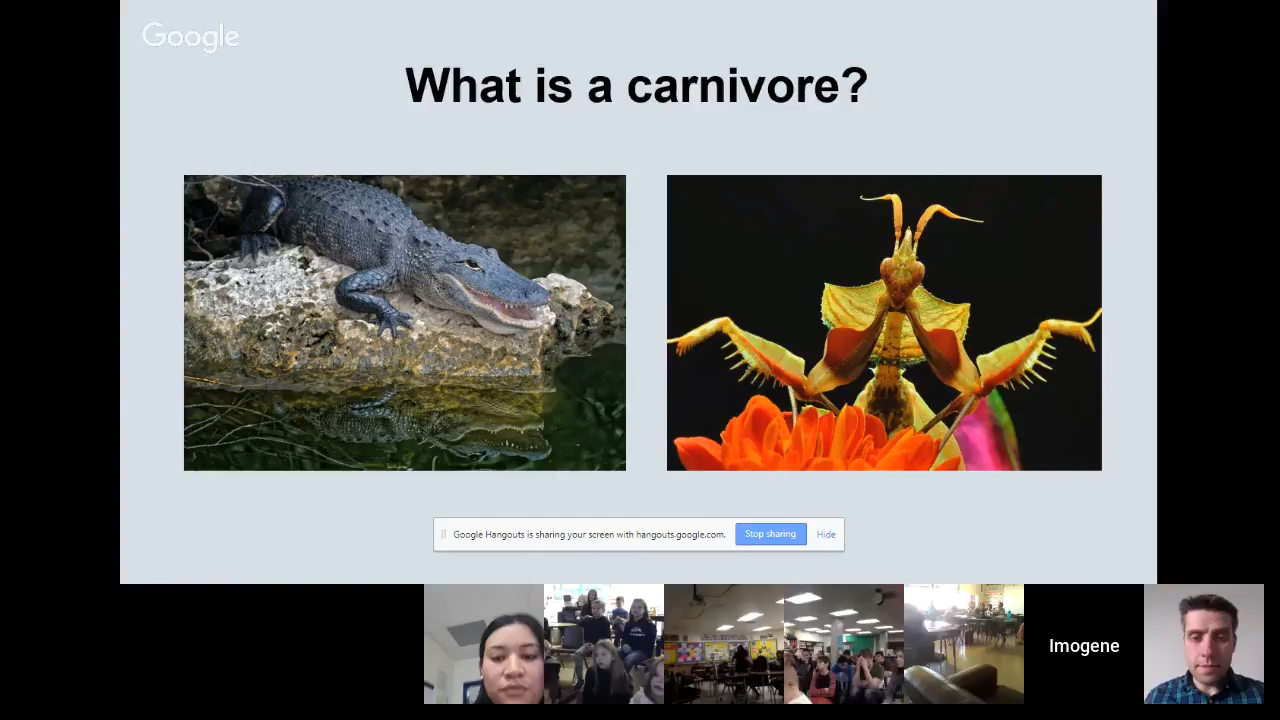 Google
What is a carnivore?
Google Hangouts is sharing your screen with hangouts.google.com.
Stop sharing
Hide
Imogene